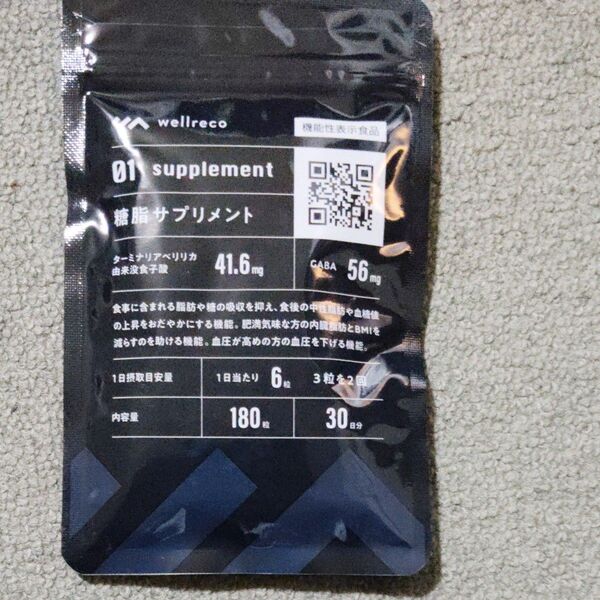 wellreco
機能性表示食品
01 supplement
糖脂サプリメント
ターミナリアベリリカ
由来没食子酸
41.6mg
GABA 56mg
食事に含まれる脂肪や糖の吸収を抑え、食後の中性脂肪や血糖値
の上昇をおだやかにする機能。肥満気味な方の内臓脂肪とBMIを
減らすのを助ける機能。血圧が高めの方の血圧を下げる機能。
1日摂取目安量 1日当たり 6粒 3粒を2回
内容量 180粒 30日分